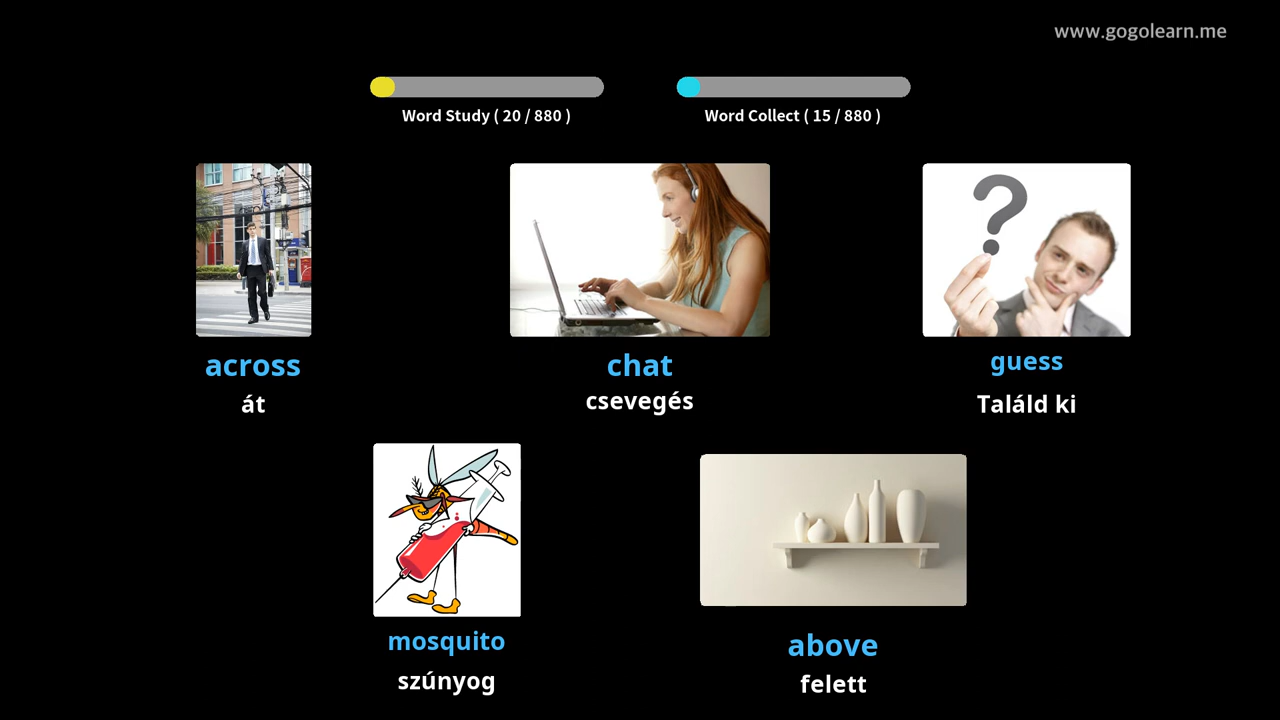 www.gogolearn.me
Word Study ( 20 / 880 )
Word Collect ( 15 / 880 )
across
át
chat
csevegés
guess
Találd ki
mosquito
szúnyog
above
felett